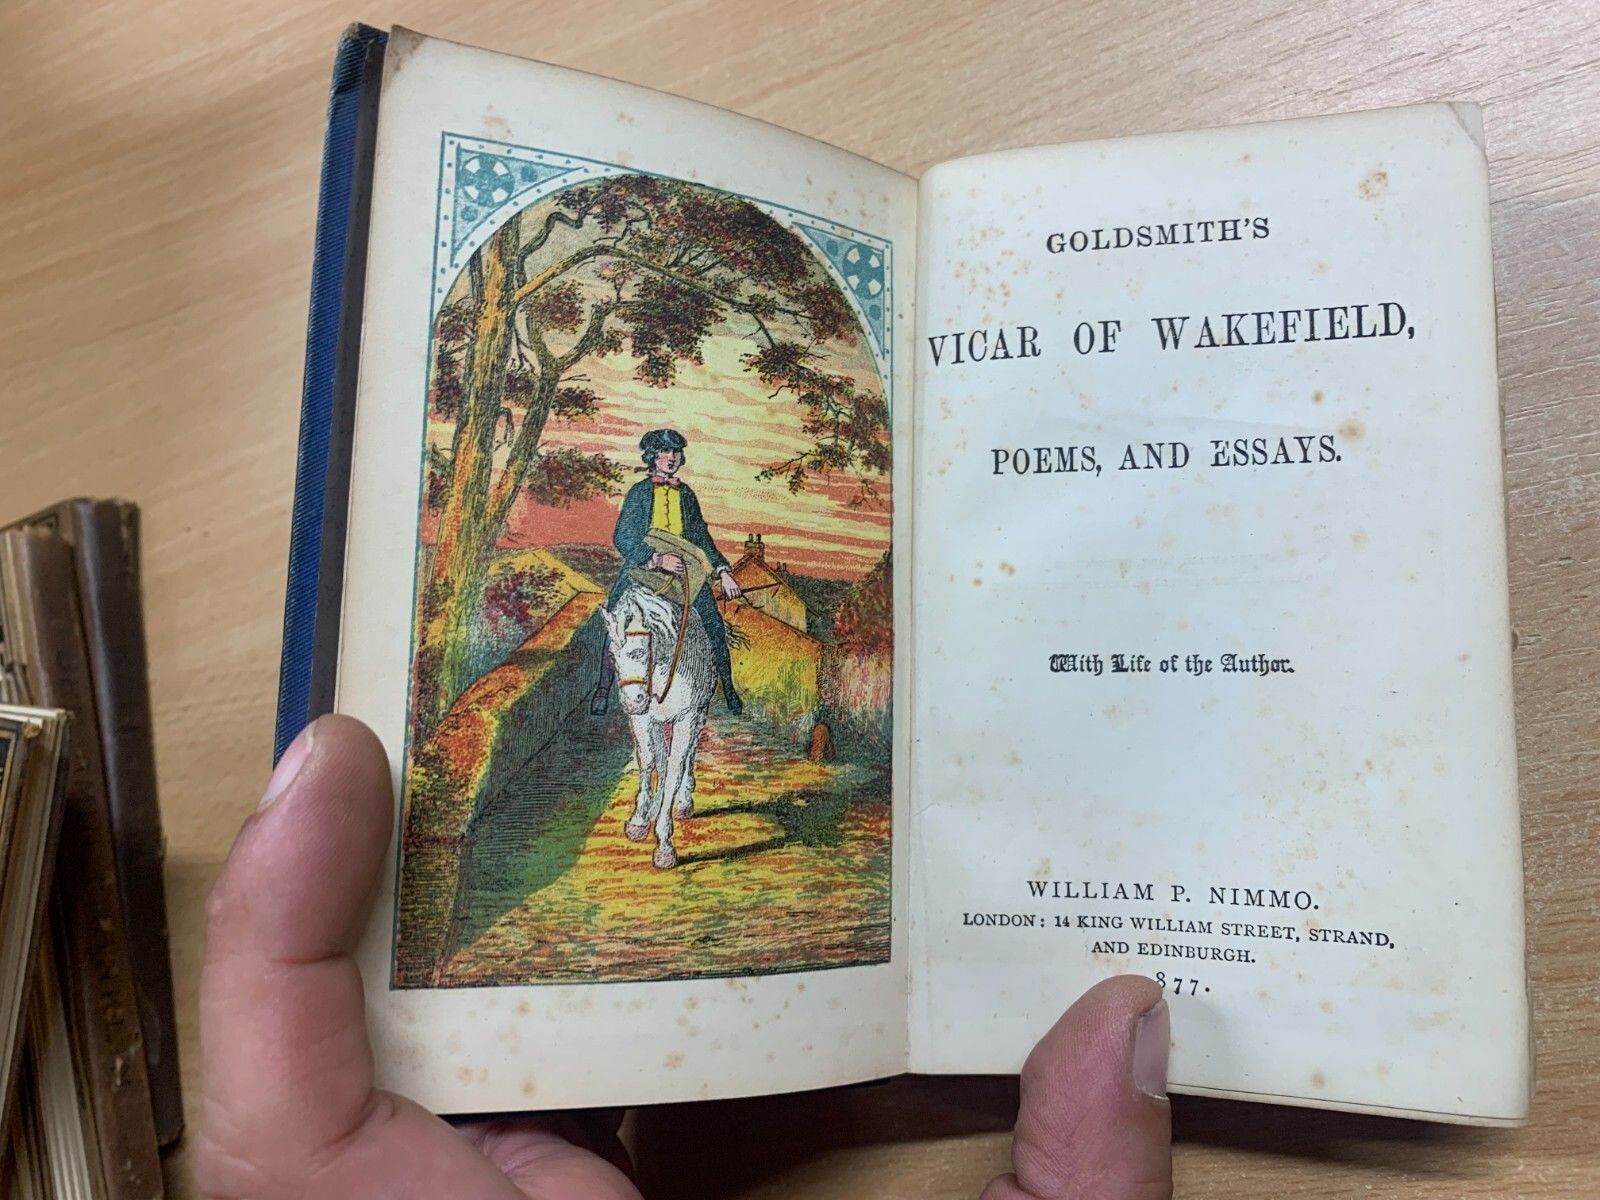 GOLDSMITH'S
VICAR OF WAKEFIELD,
POEMS, AND ESSAYS.
With Life of the Author.
WILLIAM P. NIMMO.
LONDON: 14 KING WILLIAM STREET, STRAND,
AND EDINBURGH.
877.